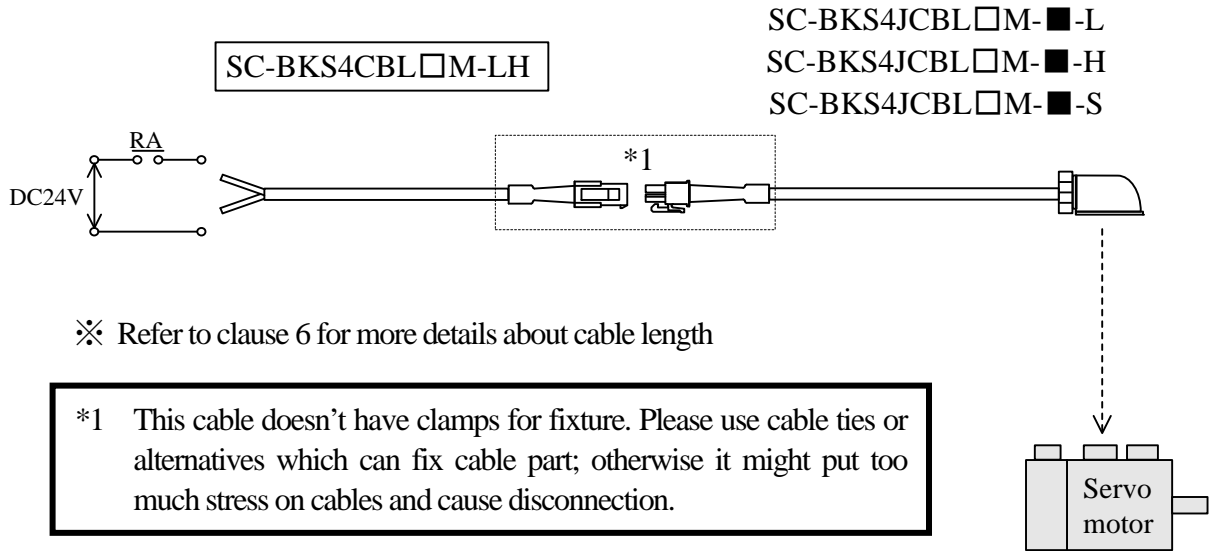 SC-BKS4JCBL□M-■-L
SC-BKS4CBL□M-LH
SC-BKS4JCBL□M-■-H
SC-BKS4JCBL□M-■-S
RA
*1
DC24V
※ Refer to clause 6 for more details about cable length
*1 This cable doesn't have clamps for fixture. Please use cable ties or
alternatives which can fix cable part; otherwise it might put too
much stress on cables and cause disconnection.
Servo
motor